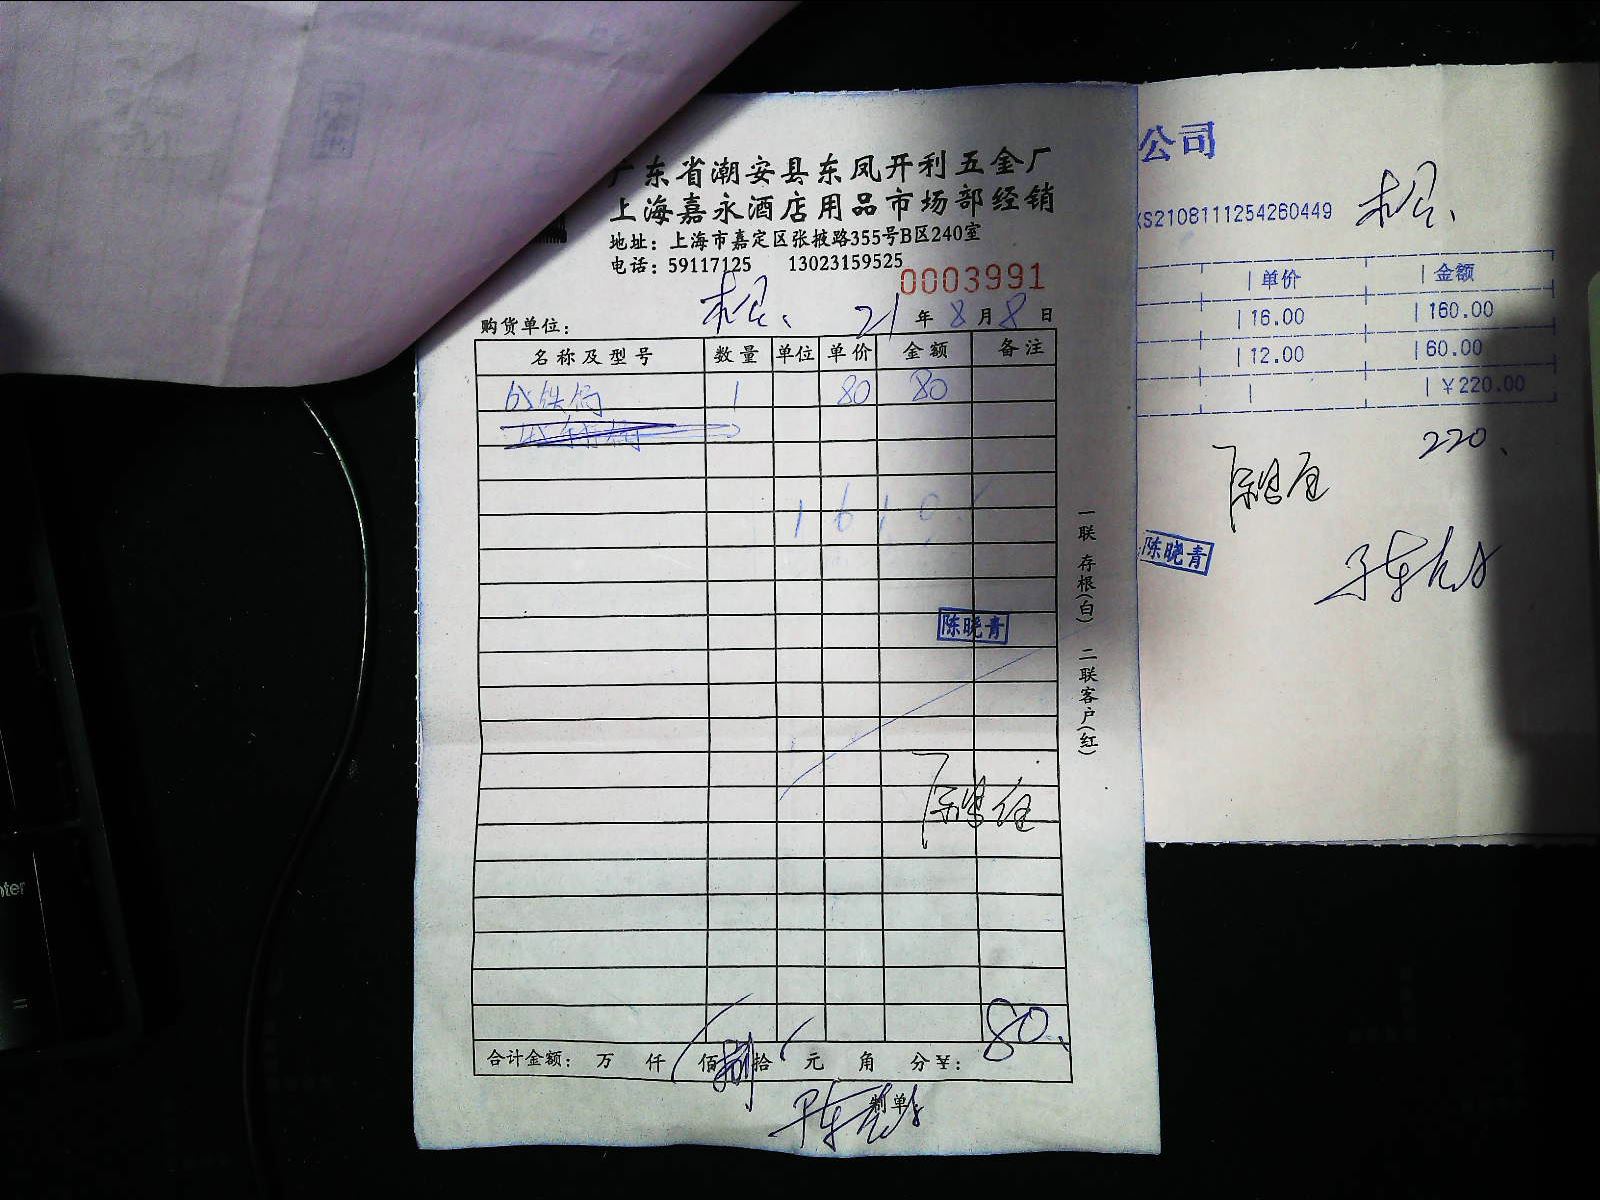 广东省潮安县东凤开利五金厂
上海嘉永酒店用品市场部经销
地址：上海市嘉定区张掖路355号B区240室
电话：59117125 13023159525
0003991
购货单位： 21年8月8日
名称及型号 数量 单位 单价 金额 备注
1 80 80
1610
陈晓青
一联存根(白) 二联客户(红)
合计金额： 万 仟 佰捌拾 元 角 分￥：80
制单：
公司
XS2108111254260449
单价 金额
16.00 160.00
12.00 60.00
￥220.00
220
陈晓青